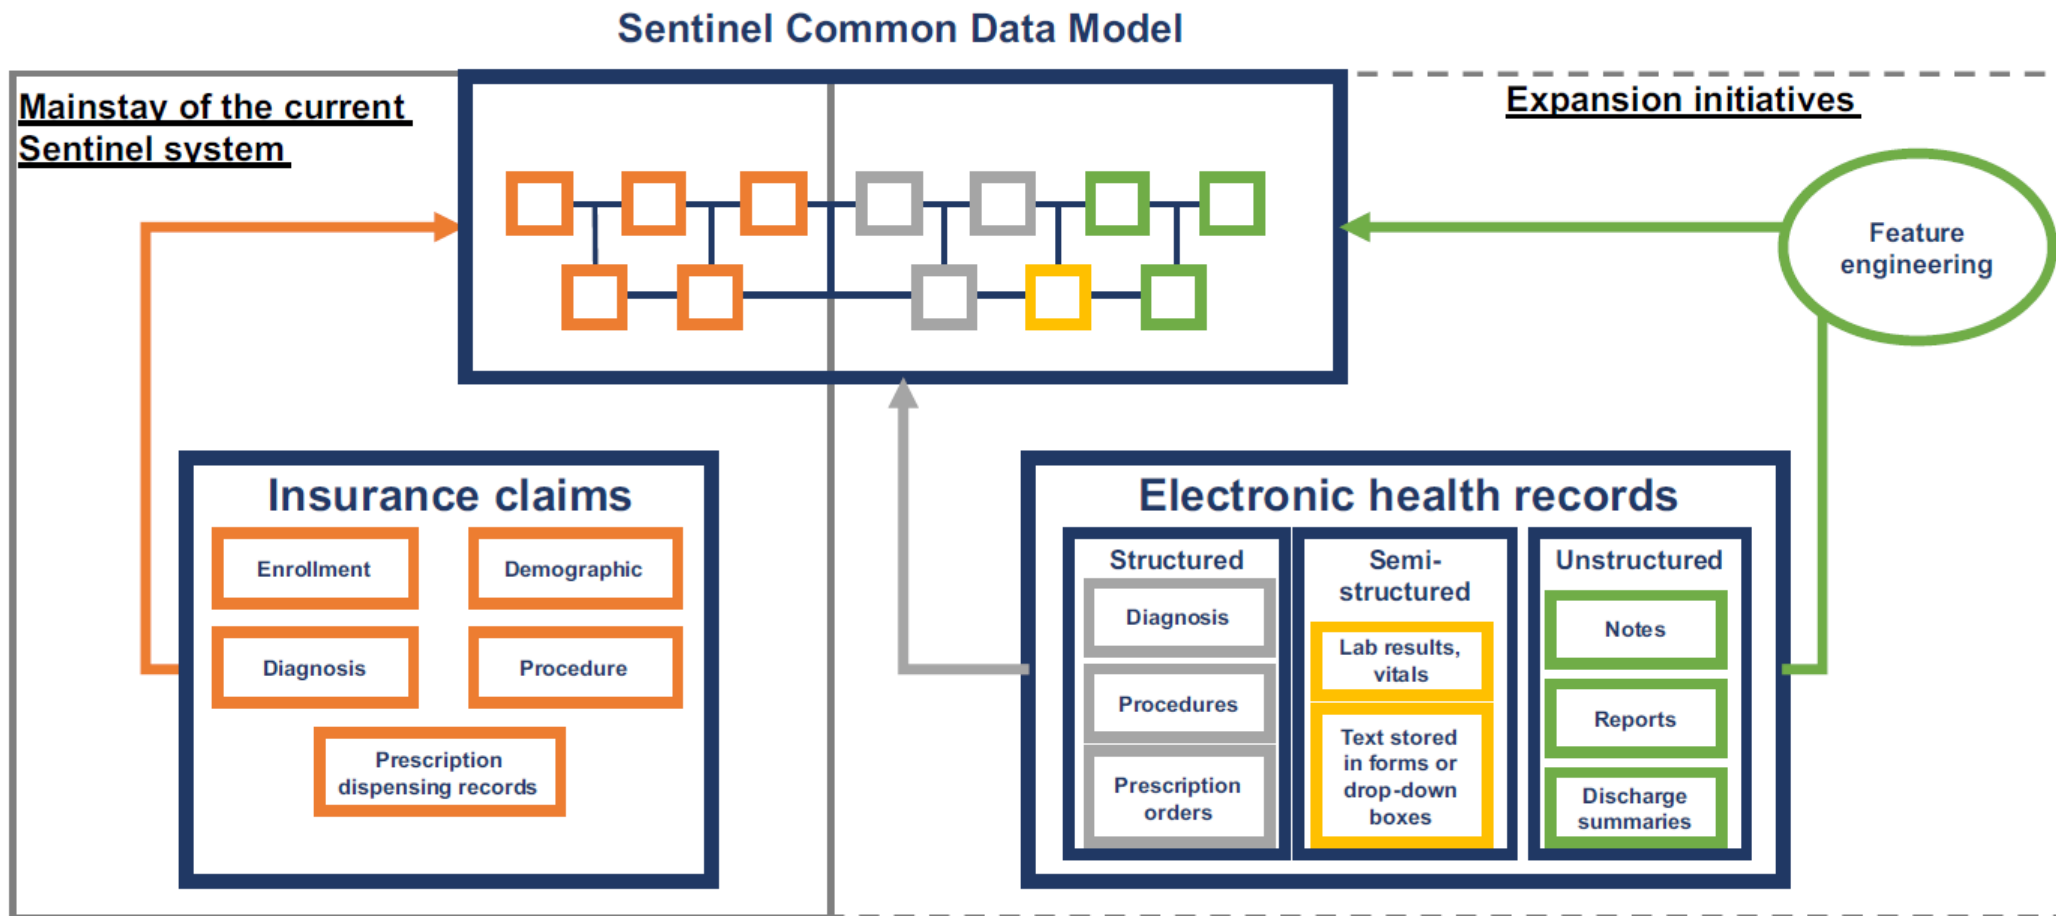 Sentinel Common Data Model
Mainstay of the current
Sentinel system
Expansion initiatives
Feature
engineering
Insurance claims
Enrollment
Demographic
Diagnosis
Procedure
Prescription
dispensing records
Electronic health records
Structured
Diagnosis
Procedures
Prescription
orders
Semi-
structured
Lab results,
vitals
Text stored
in forms or
drop-down
boxes
Unstructured
Notes
Reports
Discharge
summaries